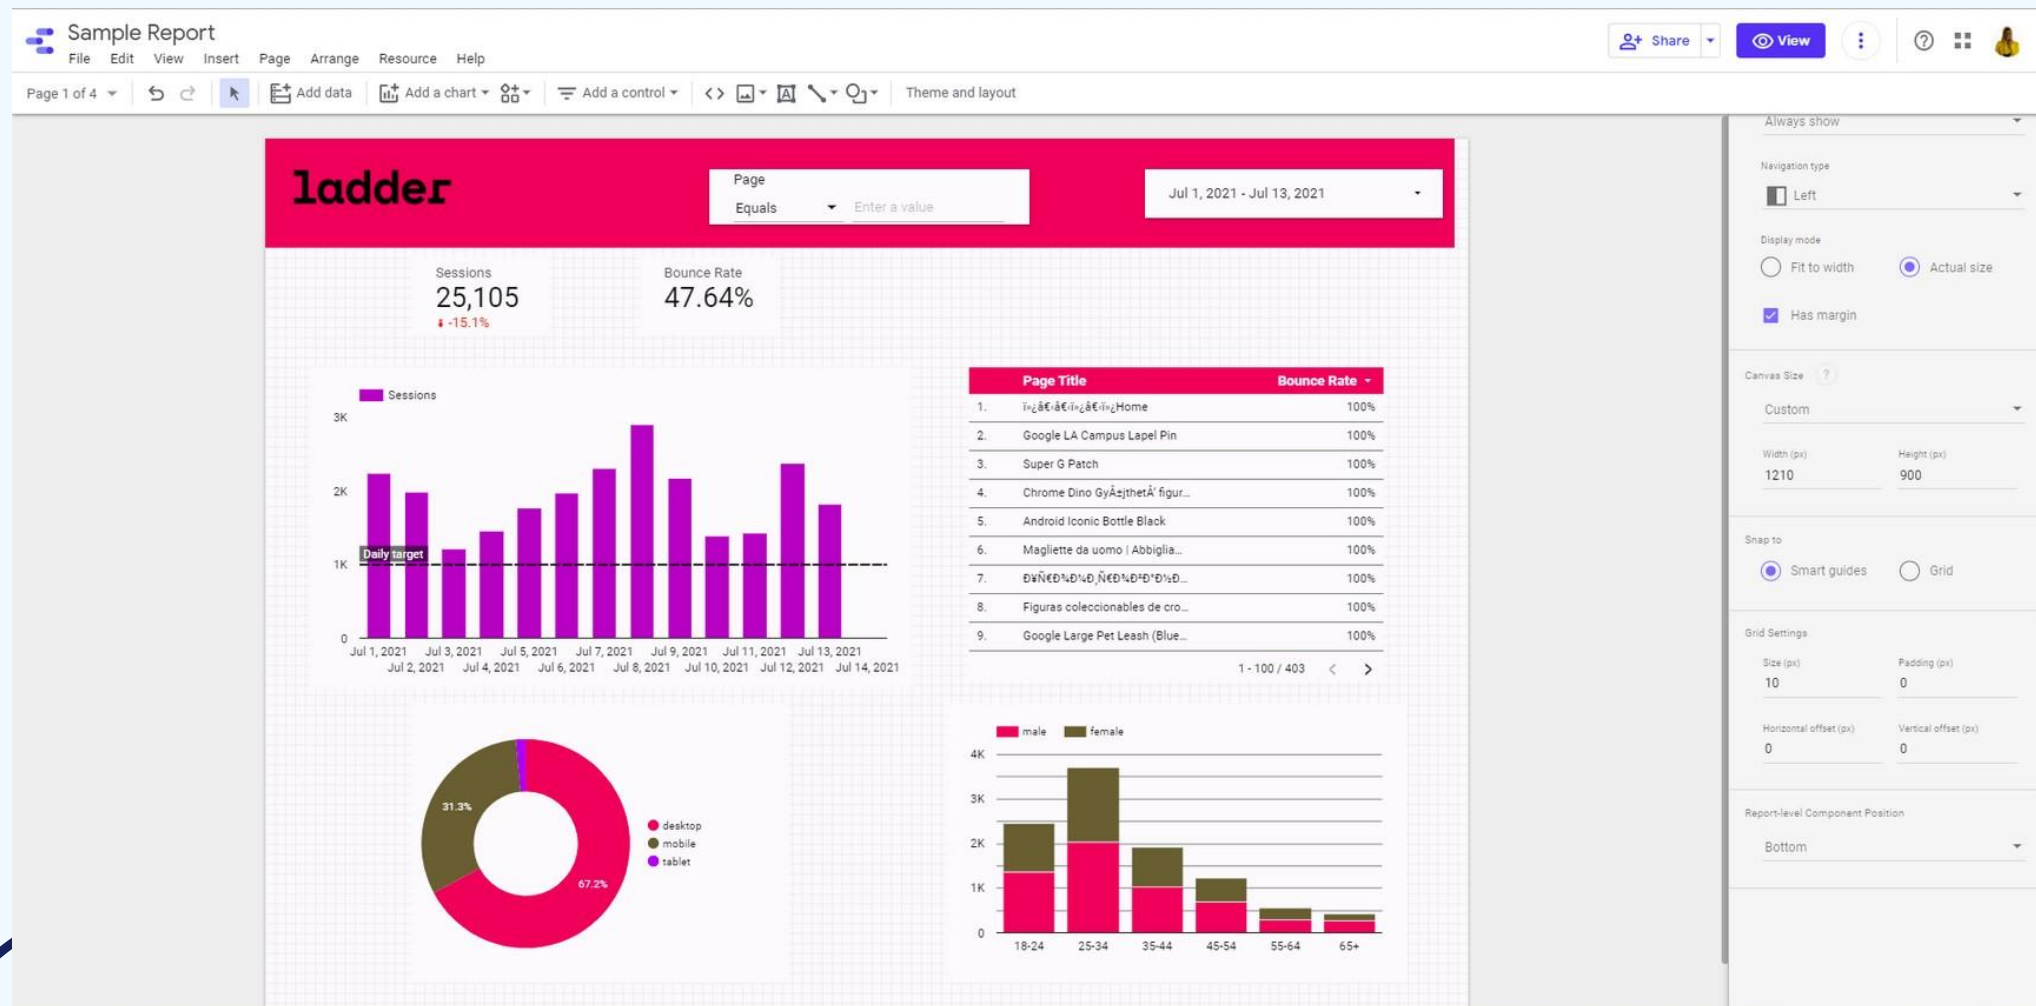 Sample Report
File Edit View Insert Page Arrange Resource Help
Share
View
Page 1 of 4
Add data
Add a chart
Add a control
Theme and layout
ladder
Page
Equals
Enter a value
Jul 1, 2021 - Jul 13, 2021
Sessions
25,105
-15.1%
Bounce Rate
47.64%
Sessions
3K
2K
1K
0
Daily target
Jul 1, 2021 Jul 3, 2021 Jul 5, 2021 Jul 7, 2021 Jul 9, 2021 Jul 11, 2021 Jul 13, 2021
Jul 2, 2021 Jul 4, 2021 Jul 6, 2021 Jul 8, 2021 Jul 10, 2021 Jul 12, 2021 Jul 14, 2021
Page Title Bounce Rate
1. Home 100%
2. Google LA Campus Lapel Pin 100%
3. Super G Patch 100%
4. Chrome Dino figur... 100%
5. Android Iconic Bottle Black 100%
6. Magliette da uomo | Abbiglia... 100%
7. 100%
8. Figuras coleccionables de cro... 100%
9. Google Large Pet Leash (Blue... 100%
1 - 100 / 403
31.3%
67.2%
desktop
mobile
tablet
male female
4K
3K
2K
1K
0
18-24 25-34 35-44 45-54 55-64 65+
Always show
Navigation type
Left
Display mode
Fit to width Actual size
Has margin
Canvas Size ?
Custom
Width (px) Height (px)
1210 900
Snap to
Smart guides Grid
Grid Settings
Size (px) Padding (px)
10 0
Horizontal offset (px) Vertical offset (px)
0 0
Report-level Component Position
Bottom